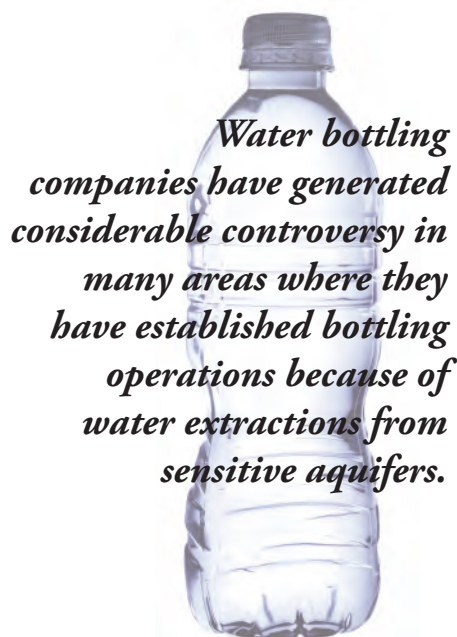 Water bottling
companies have generated
considerable controversy in
many areas where they
have established bottling
operations because of
water extractions from
sensitive aquifers.